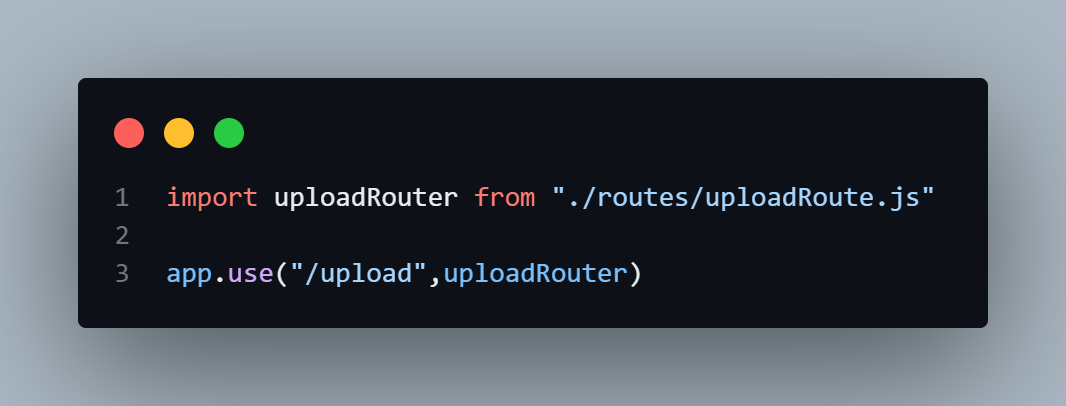 1 import uploadRouter from "./routes/uploadRoute.js"
2
3 app.use("/upload",uploadRouter)